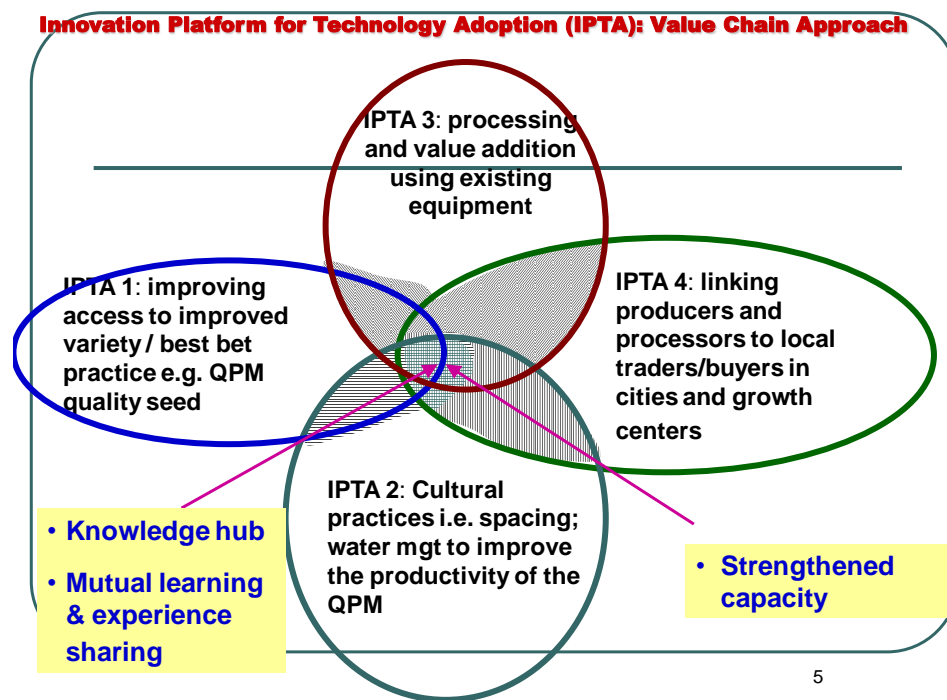 Innovation Platform for Technology Adoption (IPTA): Value Chain Approach
IPTA 3: processing
and value addition
using existing
equipment
IPTA 1: improving
access to improved
variety / best bet
practice e.g. QPM
quality seed
IPTA 4: linking
producers and
processors to local
traders/buyers in
cities and growth
centers
IPTA 2: Cultural
practices i.e. spacing;
water mgt to improve
the productivity of the
QPM
• Knowledge hub
• Mutual learning
& experience
sharing
• Strengthened
capacity
5